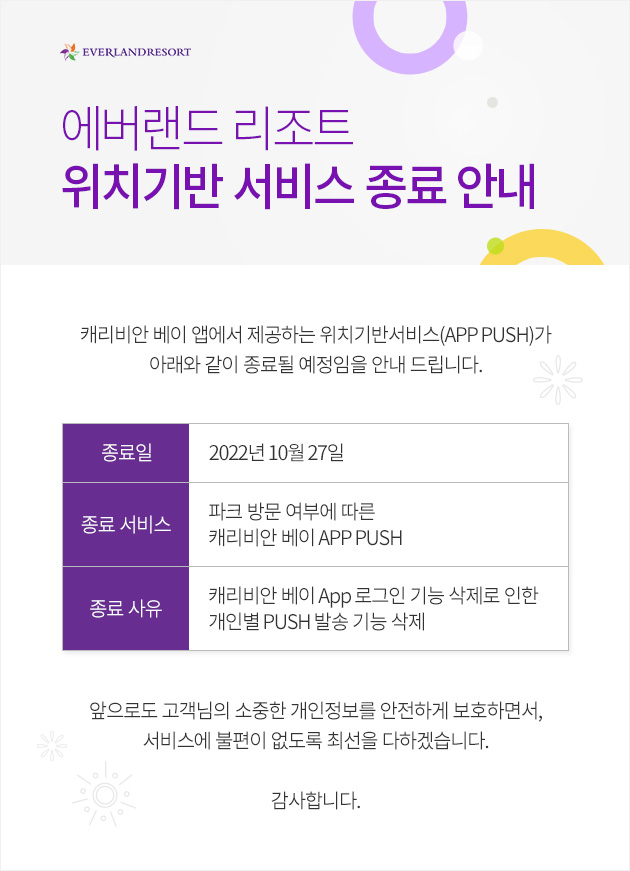 EVERLANDRESORT
에버랜드 리조트
위치기반 서비스 종료 안내
캐리비안 베이 앱에서 제공하는 위치기반서비스(APP PUSH)가
아래와 같이 종료될 예정임을 안내 드립니다.
종료일
2022년 10월 27일
종료 서비스
파크 방문 여부에 따른
캐리비안 베이 APP PUSH
종료 사유
캐리비안 베이 App 로그인 기능 삭제로 인한
개인별 PUSH 발송 기능 삭제
앞으로도 고객님의 소중한 개인정보를 안전하게 보호하면서,
서비스에 불편이 없도록 최선을 다하겠습니다.
감사합니다.